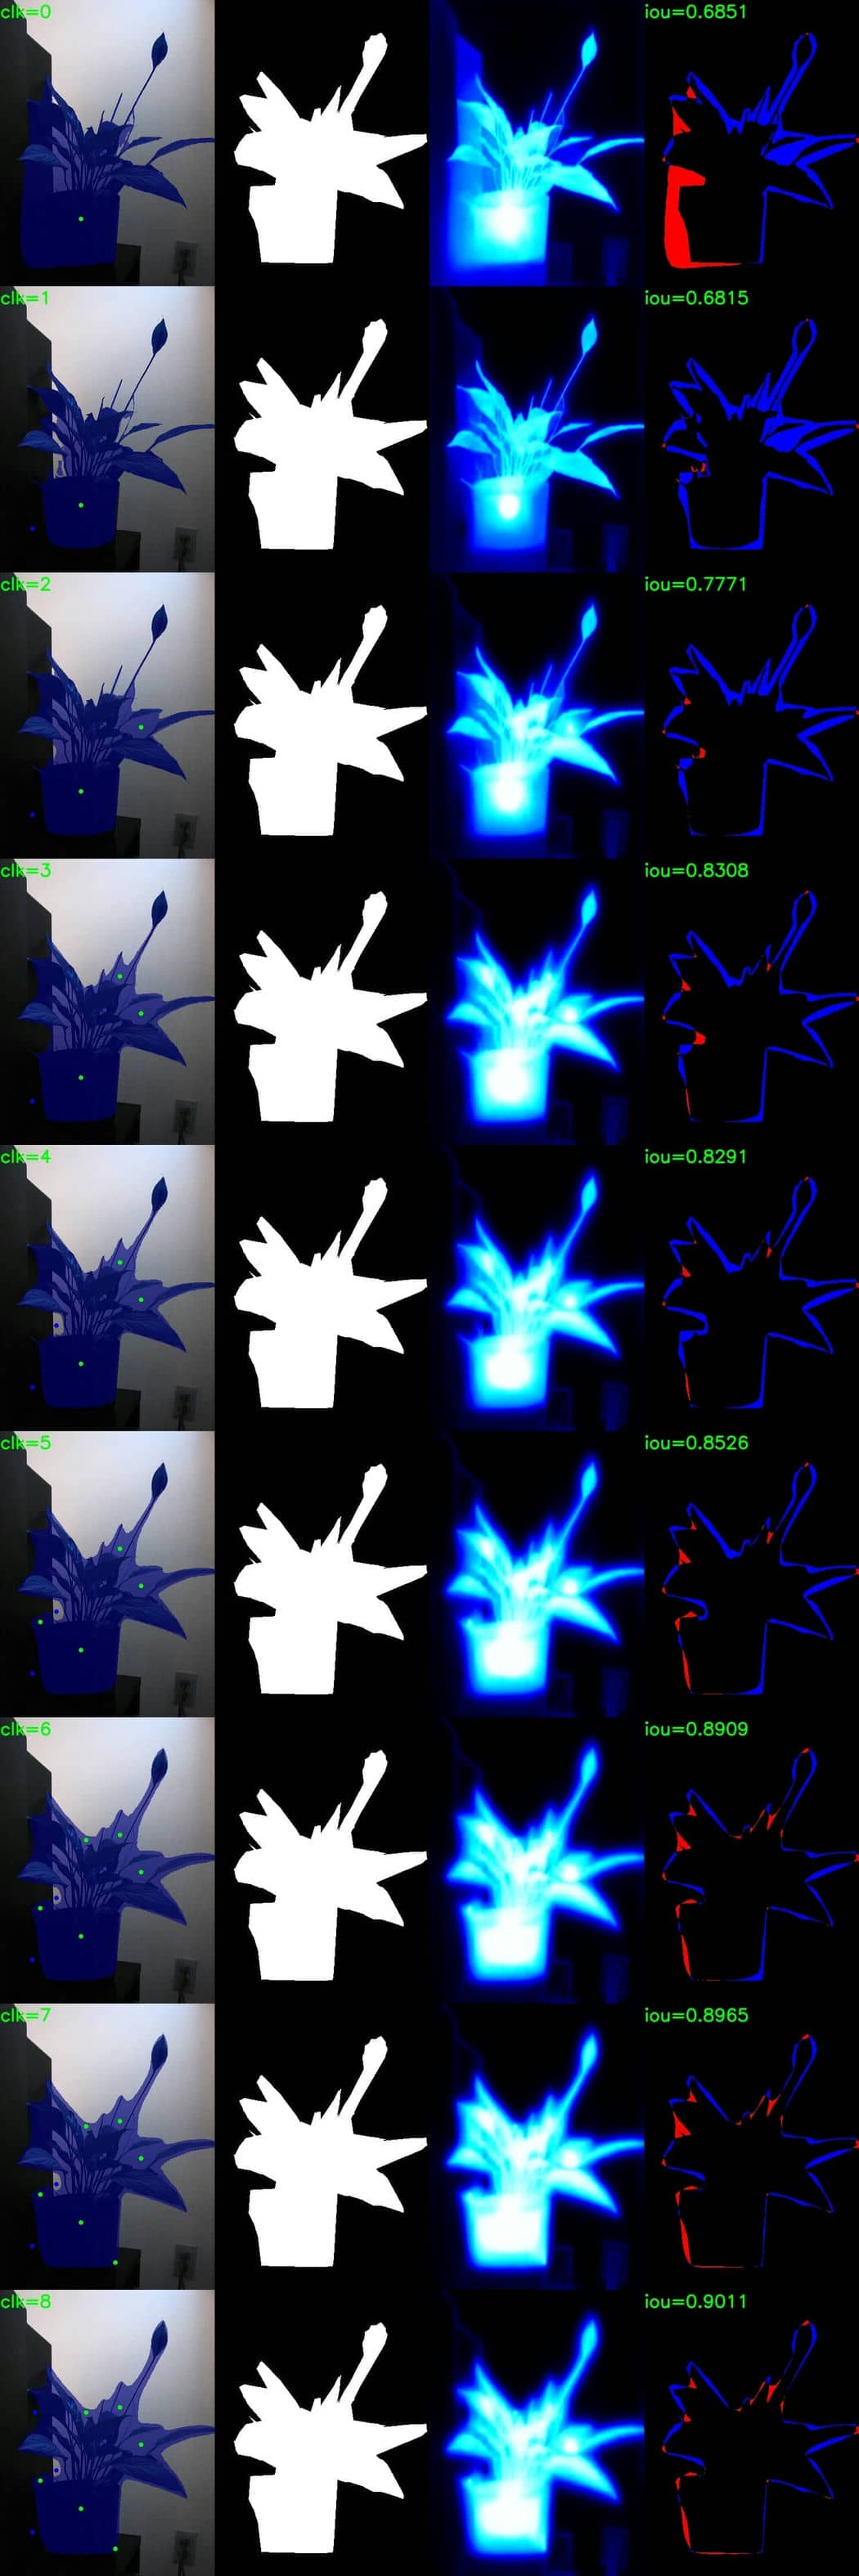 clk=0 iou=0.6851
clk=1 iou=0.6815
clk=2 iou=0.7771
clk=3 iou=0.8308
clk=4 iou=0.8291
clk=5 iou=0.8526
clk=6 iou=0.8909
clk=7 iou=0.8965
clk=8 iou=0.9011